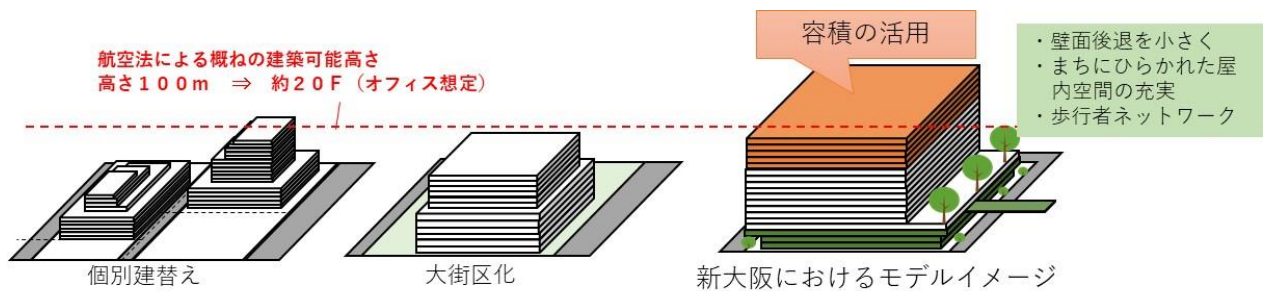 航空法による概ねの建築可能高さ
高さ100m ⇒ 約20F（オフィス想定）
容積の活用
・壁面後退を小さく
・まちにひらかれた屋
内空間の充実
・歩行者ネットワーク
個別建替え
大街区化
新大阪におけるモデルイメージ